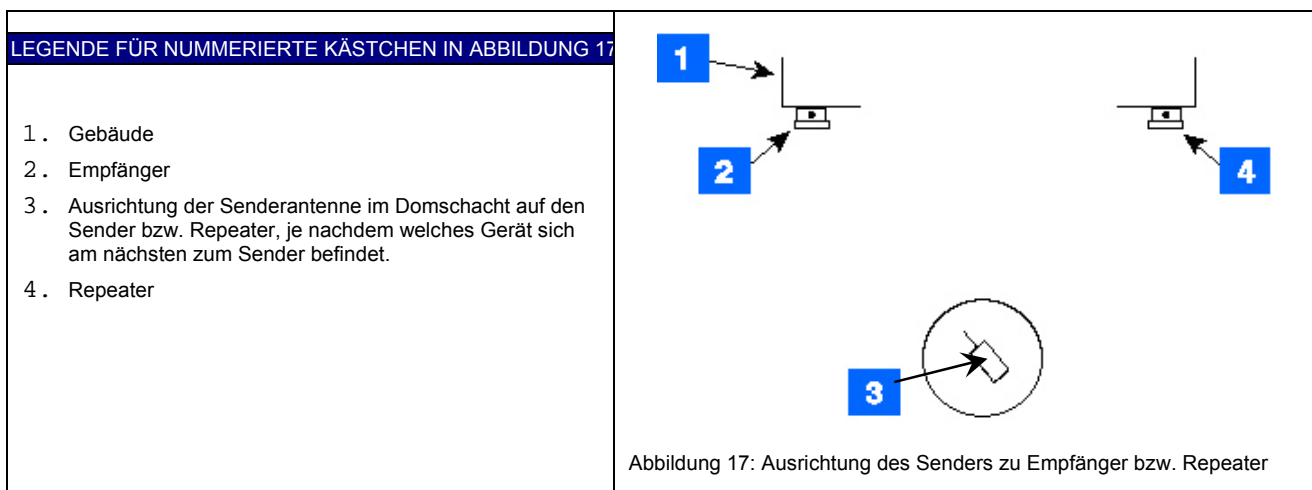 LEGENDE FÜR NUMMERIERTE KÄSTCHEN IN ABBILDUNG 17
1. Gebäude
2. Empfänger
3. Ausrichtung der Senderantenne im Domschacht auf den
Sender bzw. Repeater, je nachdem welches Gerät sich
am nächsten zum Sender befindet.
4. Repeater
1
2
4
3
Abbildung 17: Ausrichtung des Senders zu Empfänger bzw. Repeater